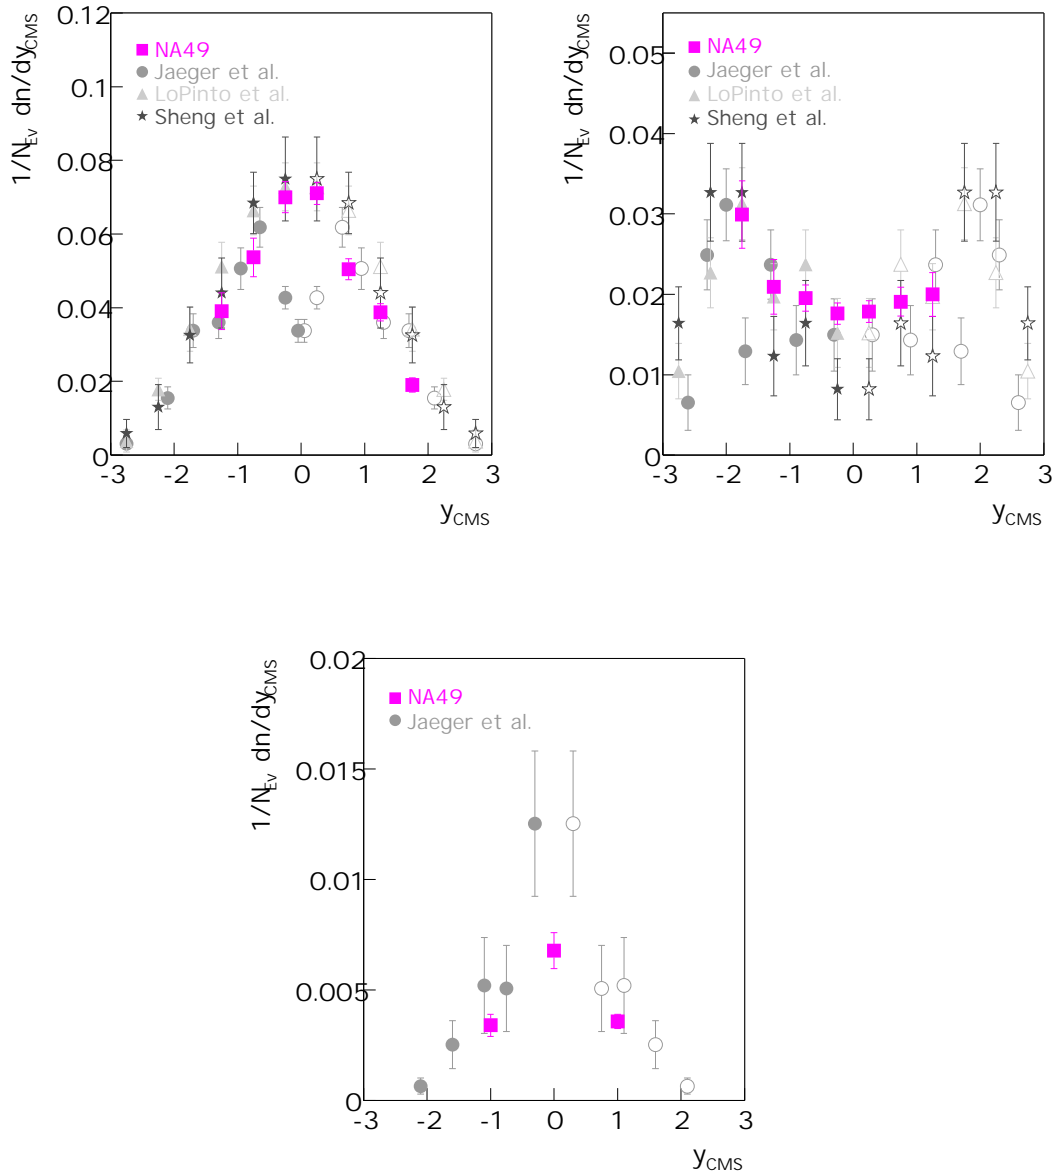 1/N_Ev dn/dy_CMS
0.12
0.1
0.08
0.06
0.04
0.02
0
NA49
Jaeger et al.
LoPinto et al.
Sheng et al.
-3 -2 -1 0 1 2 3
y_CMS
1/N_Ev dn/dy_CMS
0.05
0.04
0.03
0.02
0.01
0
NA49
Jaeger et al.
LoPinto et al.
Sheng et al.
-3 -2 -1 0 1 2 3
y_CMS
1/N_Ev dn/dy_CMS
0.02
0.015
0.01
0.005
0
NA49
Jaeger et al.
-3 -2 -1 0 1 2 3
y_CMS